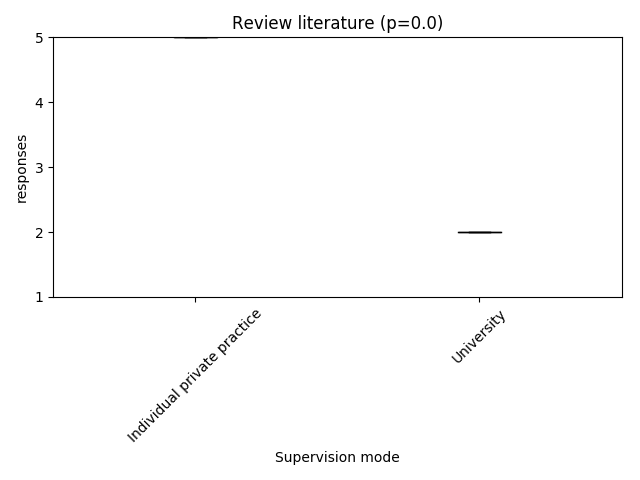 Review literature (p=0.0)
responses
5
4
3
2
1
Individual private practice
University
Supervision mode